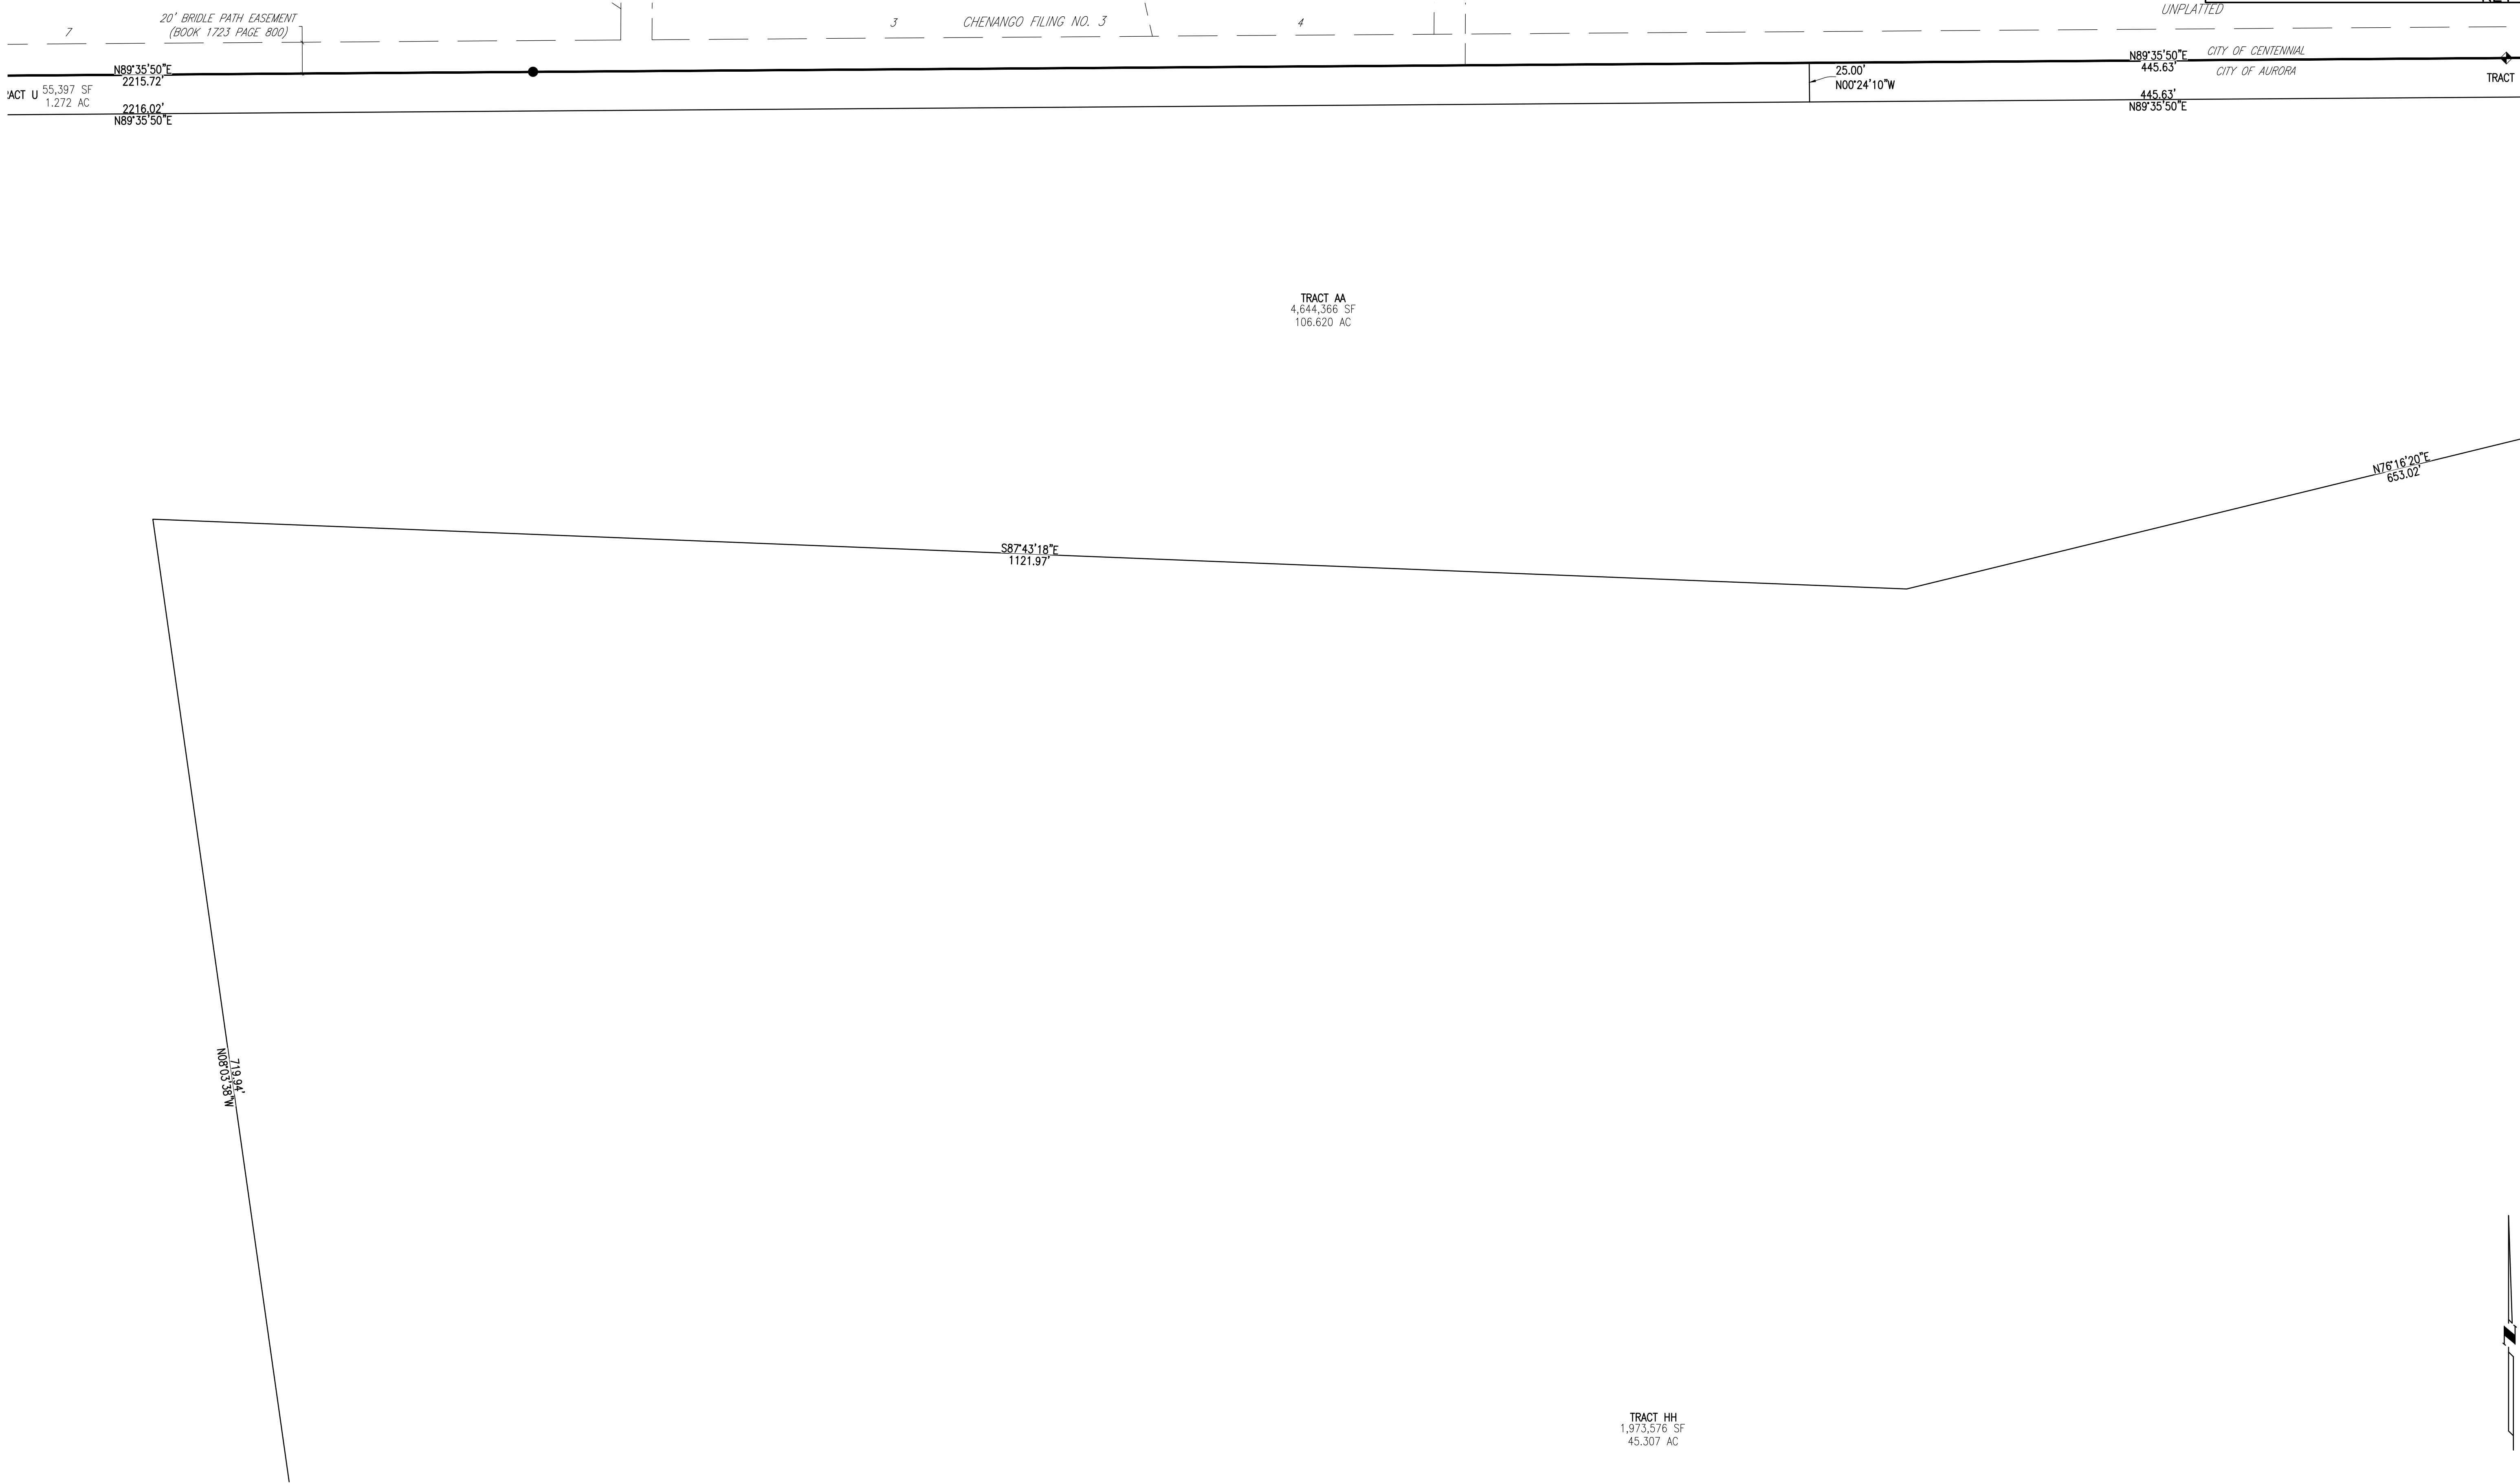 UNPLATTED
20' BRIDLE PATH EASEMENT
(BOOK 1723 PAGE 800)
7
3
CHENANGO FILING NO. 3
4
CITY OF CENTENNIAL
CITY OF AURORA
N89°35'50"E
2215.72'
N89°35'50"E
445.63'
25.00'
N00°24'10"W
TRACT
ACT U
55,397 SF
1.272 AC
2216.02'
N89°35'50"E
445.63'
N89°35'50"E
TRACT AA
4,644,366 SF
106.620 AC
N76°16'20"E
653.02'
S87°43'18"E
1121.97'
719.94'
N08°03'38"W
N
TRACT HH
1,973,576 SF
45.307 AC